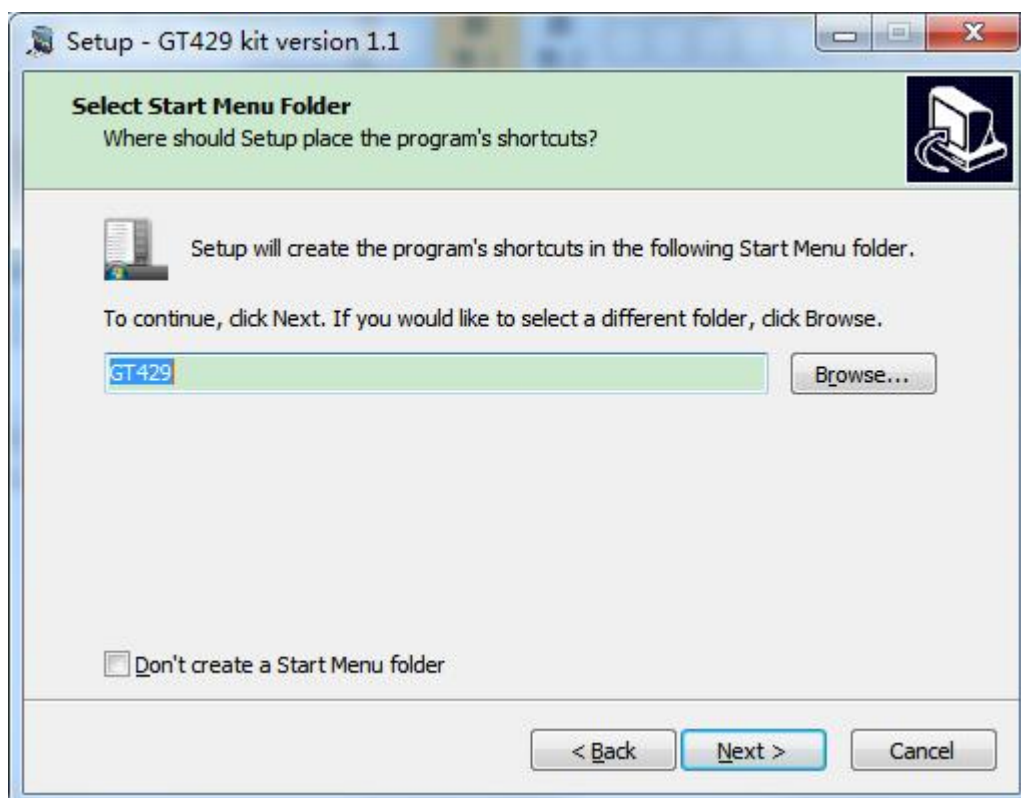 Setup - GT429 kit version 1.1
Select Start Menu Folder
Where should Setup place the program's shortcuts?
Setup will create the program's shortcuts in the following Start Menu folder.
To continue, click Next. If you would like to select a different folder, click Browse.
GT429
Browse...
Don't create a Start Menu folder
< Back
Next >
Cancel